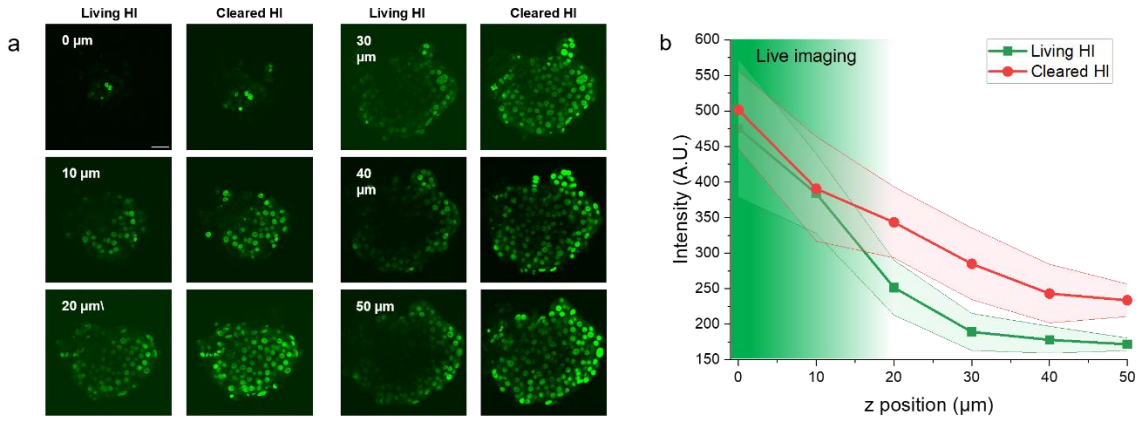 Living HI Cleared HI Living HI Cleared HI
a
0 µm
30
µm
10 µm
40
µm
20 µm\
50 µm
b
600
550
500
450
400
350
300
250
200
150
Intensity (A.U.)
Live imaging
Living HI
Cleared HI
0 10 20 30 40 50
z position (µm)